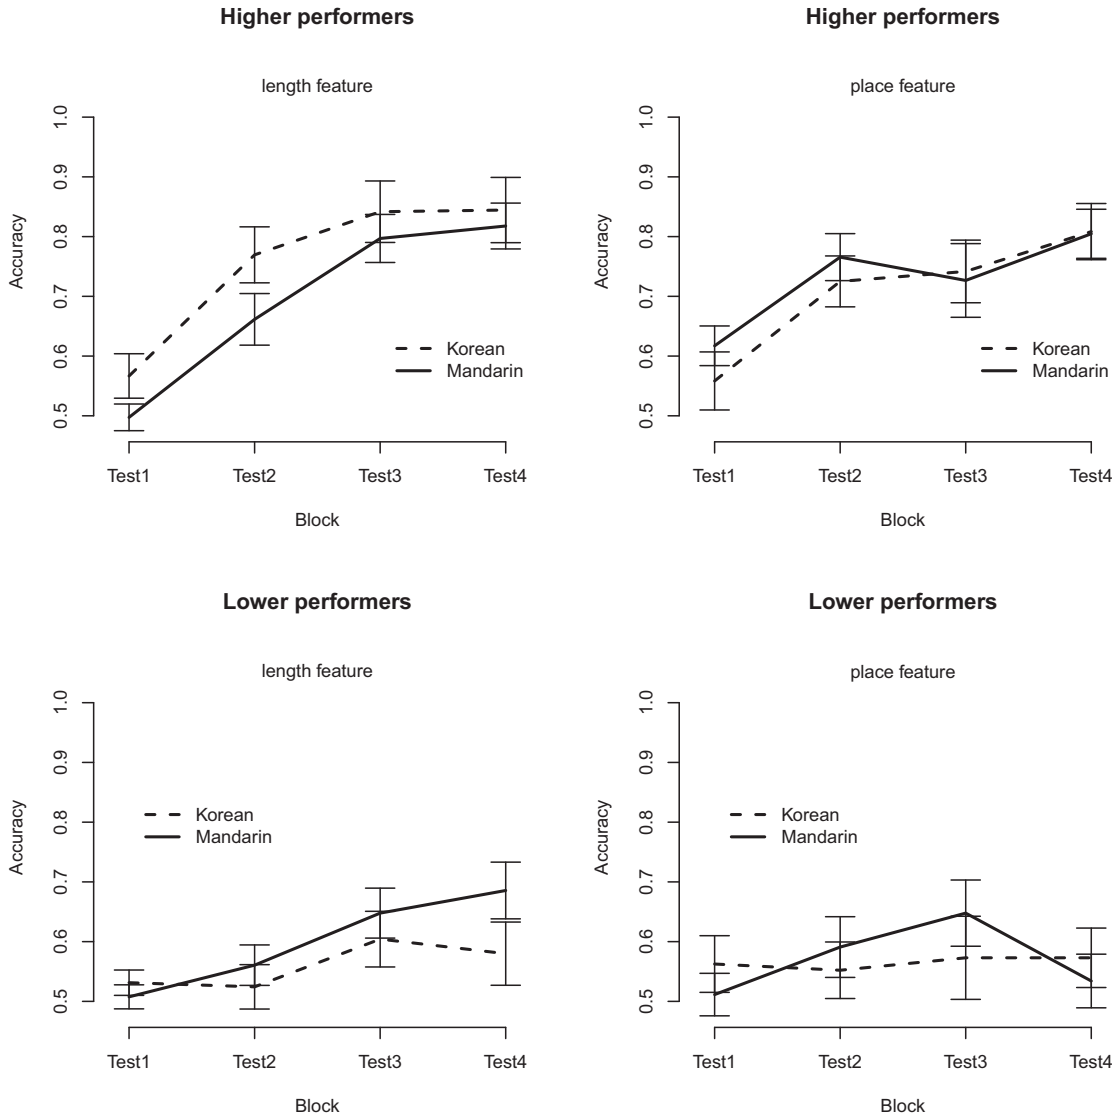 Higher performers
length feature
Accuracy
1.0
0.9
0.8
0.7
0.6
0.5
Korean
Mandarin
Test1 Test2 Test3 Test4
Block
Higher performers
place feature
Accuracy
1.0
0.9
0.8
0.7
0.6
0.5
Korean
Mandarin
Test1 Test2 Test3 Test4
Block
Lower performers
length feature
Accuracy
1.0
0.9
0.8
0.7
0.6
0.5
Korean
Mandarin
Test1 Test2 Test3 Test4
Block
Lower performers
place feature
Accuracy
1.0
0.9
0.8
0.7
0.6
0.5
Korean
Mandarin
Test1 Test2 Test3 Test4
Block